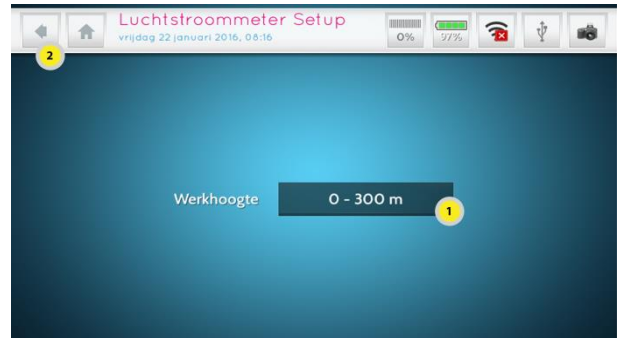 Luchtstroommeter Setup
vrijdag 22 januari 2016, 08:16
0%
97%
2
Werkhoogte
0 - 300 m
1